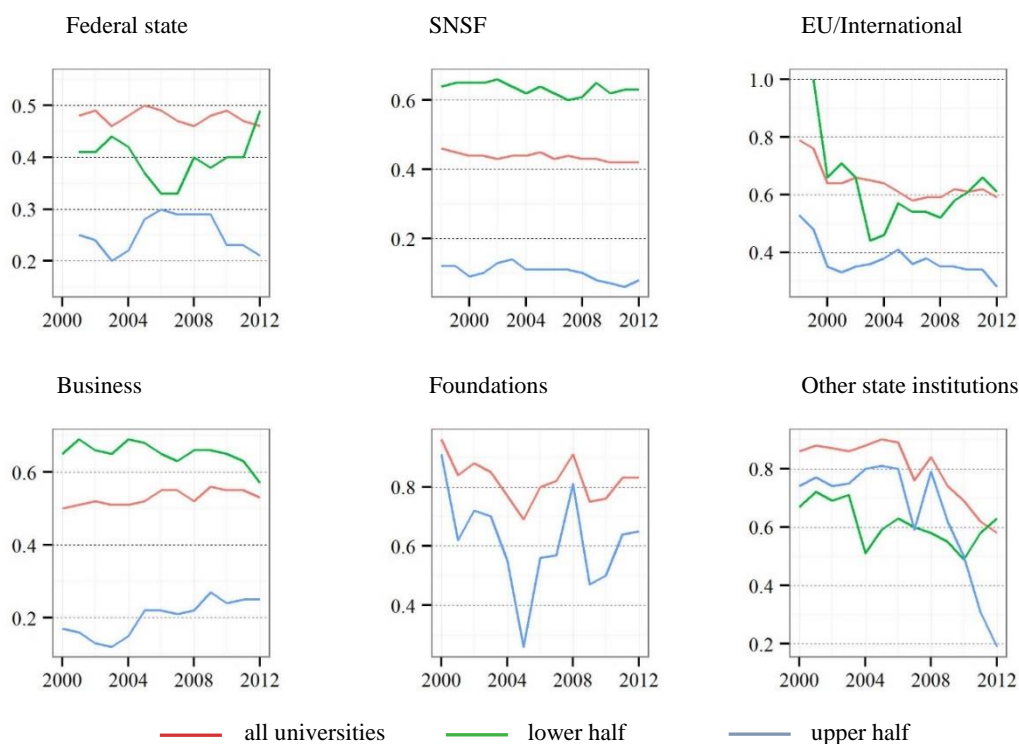 Federal state
SNSF
EU/International
0.5
0.4
0.3
0.2
2000 2004 2008 2012
0.6
0.4
0.2
2000 2004 2008 2012
1.0
0.8
0.6
0.4
2000 2004 2008 2012
Business
Foundations
Other state institutions
0.6
0.4
0.2
2000 2004 2008 2012
0.8
0.6
0.4
2000 2004 2008 2012
0.8
0.6
0.4
0.2
2000 2004 2008 2012
all universities
lower half
upper half